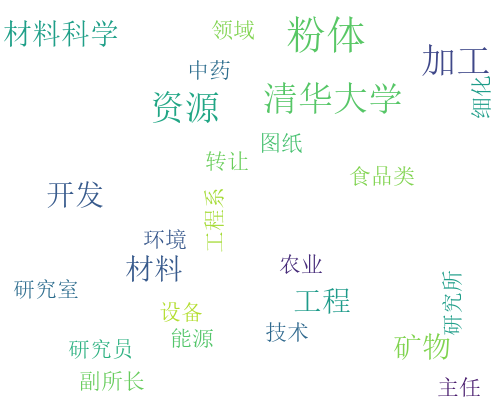 材料科学
领域
粉体
加工
中药
细化
资源
清华大学
图纸
转让
食品类
开发
工程系
环境
农业
材料
研究室
工程
研究所
设备
能源
技术
研究员
矿物
副所长
主任